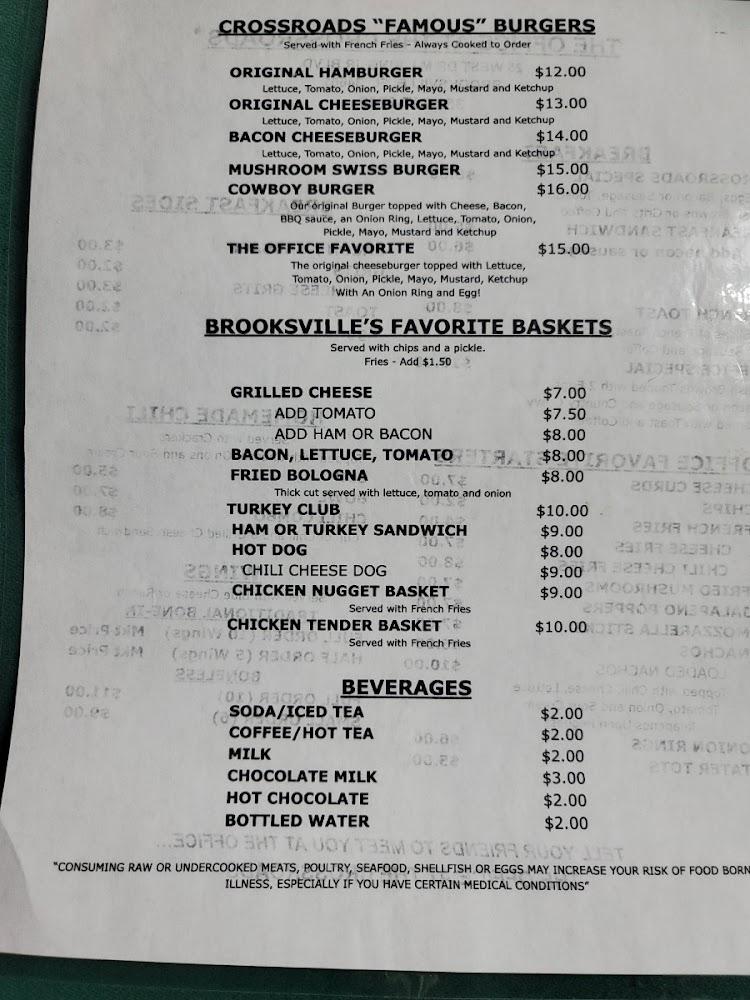 CROSSROADS “FAMOUS” BURGERS
Served with French Fries - Always Cooked to Order
ORIGINAL HAMBURGER $12.00
Lettuce, Tomato, Onion, Pickle, Mayo, Mustard and Ketchup
ORIGINAL CHEESEBURGER $13.00
Lettuce, Tomato, Onion, Pickle, Mayo, Mustard and Ketchup
BACON CHEESEBURGER $14.00
Lettuce, Tomato, Onion, Pickle, Mayo, Mustard and Ketchup
MUSHROOM SWISS BURGER $15.00
COWBOY BURGER $16.00
Our original Burger topped with Cheese, Bacon,
BBQ sauce, an Onion Ring, Lettuce, Tomato, Onion,
Pickle, Mayo, Mustard and Ketchup
THE OFFICE FAVORITE $15.00
The original cheeseburger topped with Lettuce,
Tomato, Onion, Pickle, Mayo, Mustard, Ketchup
With An Onion Ring and Egg!
BROOKSVILLE’S FAVORITE BASKETS
Served with chips and a pickle.
Fries - Add $1.50
GRILLED CHEESE $7.00
ADD TOMATO $7.50
ADD HAM OR BACON $8.00
BACON, LETTUCE, TOMATO $8.00
FRIED BOLOGNA $8.00
Thick cut served with lettuce, tomato and onion
TURKEY CLUB $10.00
HAM OR TURKEY SANDWICH $9.00
HOT DOG $8.00
CHILI CHEESE DOG $9.00
CHICKEN NUGGET BASKET $9.00
Served with French Fries
CHICKEN TENDER BASKET $10.00
Served with French Fries
BEVERAGES
SODA/ICED TEA $2.00
COFFEE/HOT TEA $2.00
MILK $2.00
CHOCOLATE MILK $3.00
HOT CHOCOLATE $2.00
BOTTLED WATER $2.00
“CONSUMING RAW OR UNDERCOOKED MEATS, POULTRY, SEAFOOD, SHELLFISH OR EGGS MAY INCREASE YOUR RISK OF FOOD BORN
ILLNESS, ESPECIALLY IF YOU HAVE CERTAIN MEDICAL CONDITIONS”